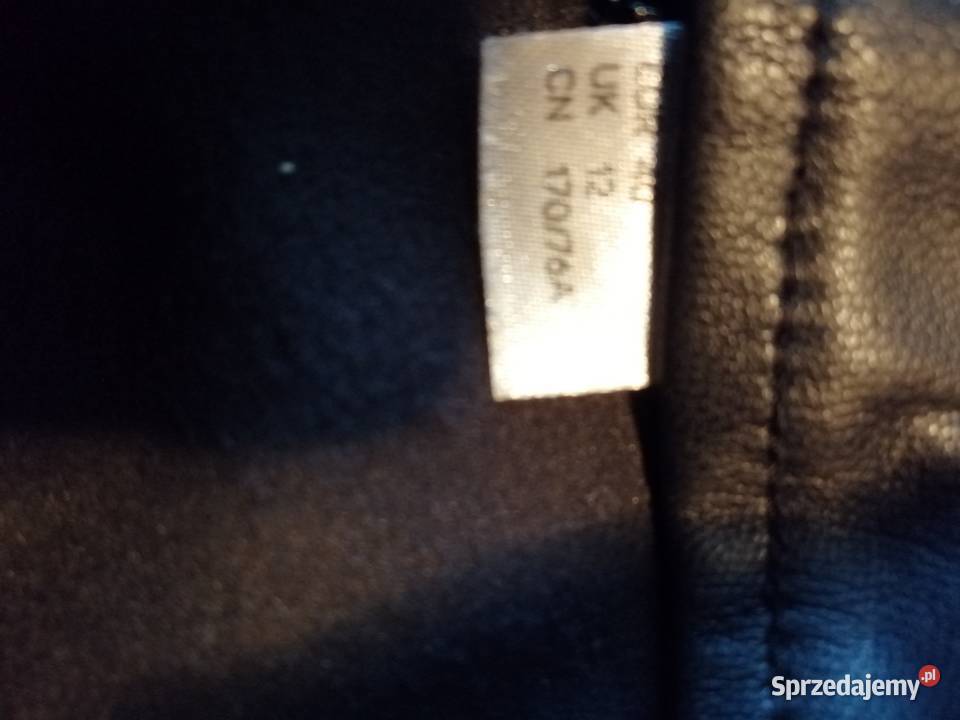 EUR 40
UK 12
CN 170/76A
Sprzedajemy.pl